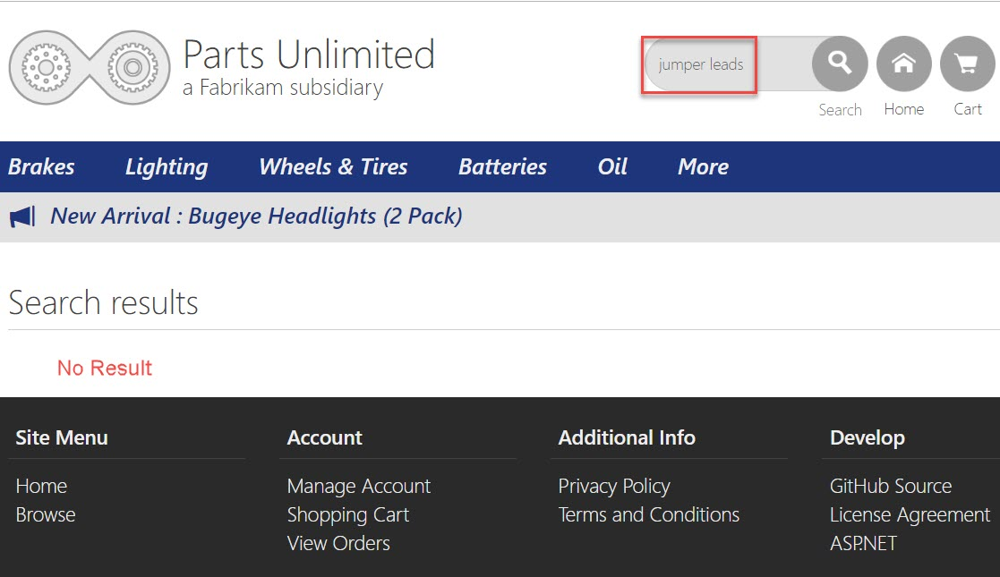 Parts Unlimited
a Fabrikam subsidiary
jumper leads
Search
Home
Cart
Brakes
Lighting
Wheels & Tires
Batteries
Oil
More
New Arrival : Bugeye Headlights (2 Pack)
Search results
No Result
Site Menu
Home
Browse
Account
Manage Account
Shopping Cart
View Orders
Additional Info
Privacy Policy
Terms and Conditions
Develop
GitHub Source
License Agreement
ASP.NET